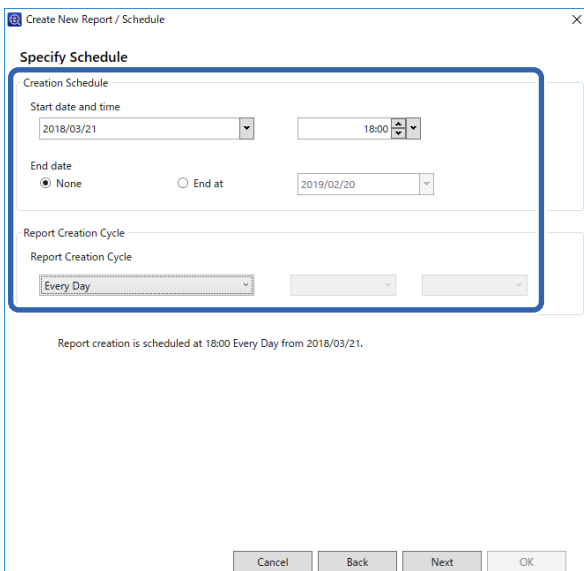 Create New Report / Schedule
Specify Schedule
Creation Schedule
Start date and time
2018/03/21 18:00
End date
None End at 2019/02/20
Report Creation Cycle
Report Creation Cycle
Every Day
Report creation is scheduled at 18:00 Every Day from 2018/03/21.
Cancel Back Next OK